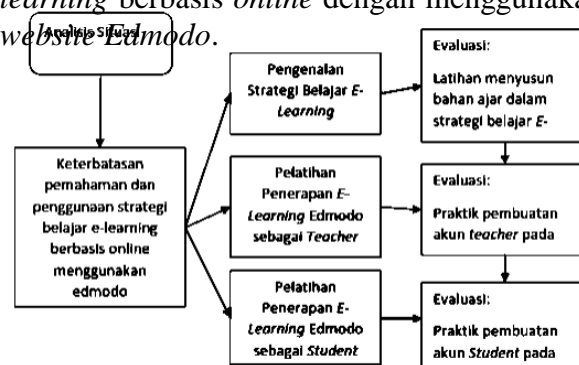 learning berbasis online dengan menggunaka
website Edmodo.
Analisis Situasi
Keterbatasan
pemahaman dan
penggunaan strategi
belajar e-learning
berbasis online
menggunakan
edmodo
Pengenalan
Strategi Belajar E-
Learning
Pelatihan
Penerapan E-
Learning Edmodo
sebagai Teacher
Pelatihan
Penerapan E-
Learning Edmodo
sebagai Student
Evaluasi:
Latihan menyusun
bahan ajar dalam
strategi belajar E-
Evaluasi:
Praktik pembuatan
akun teacher pada
Evaluasi:
Praktik pembuatan
akun Student pada